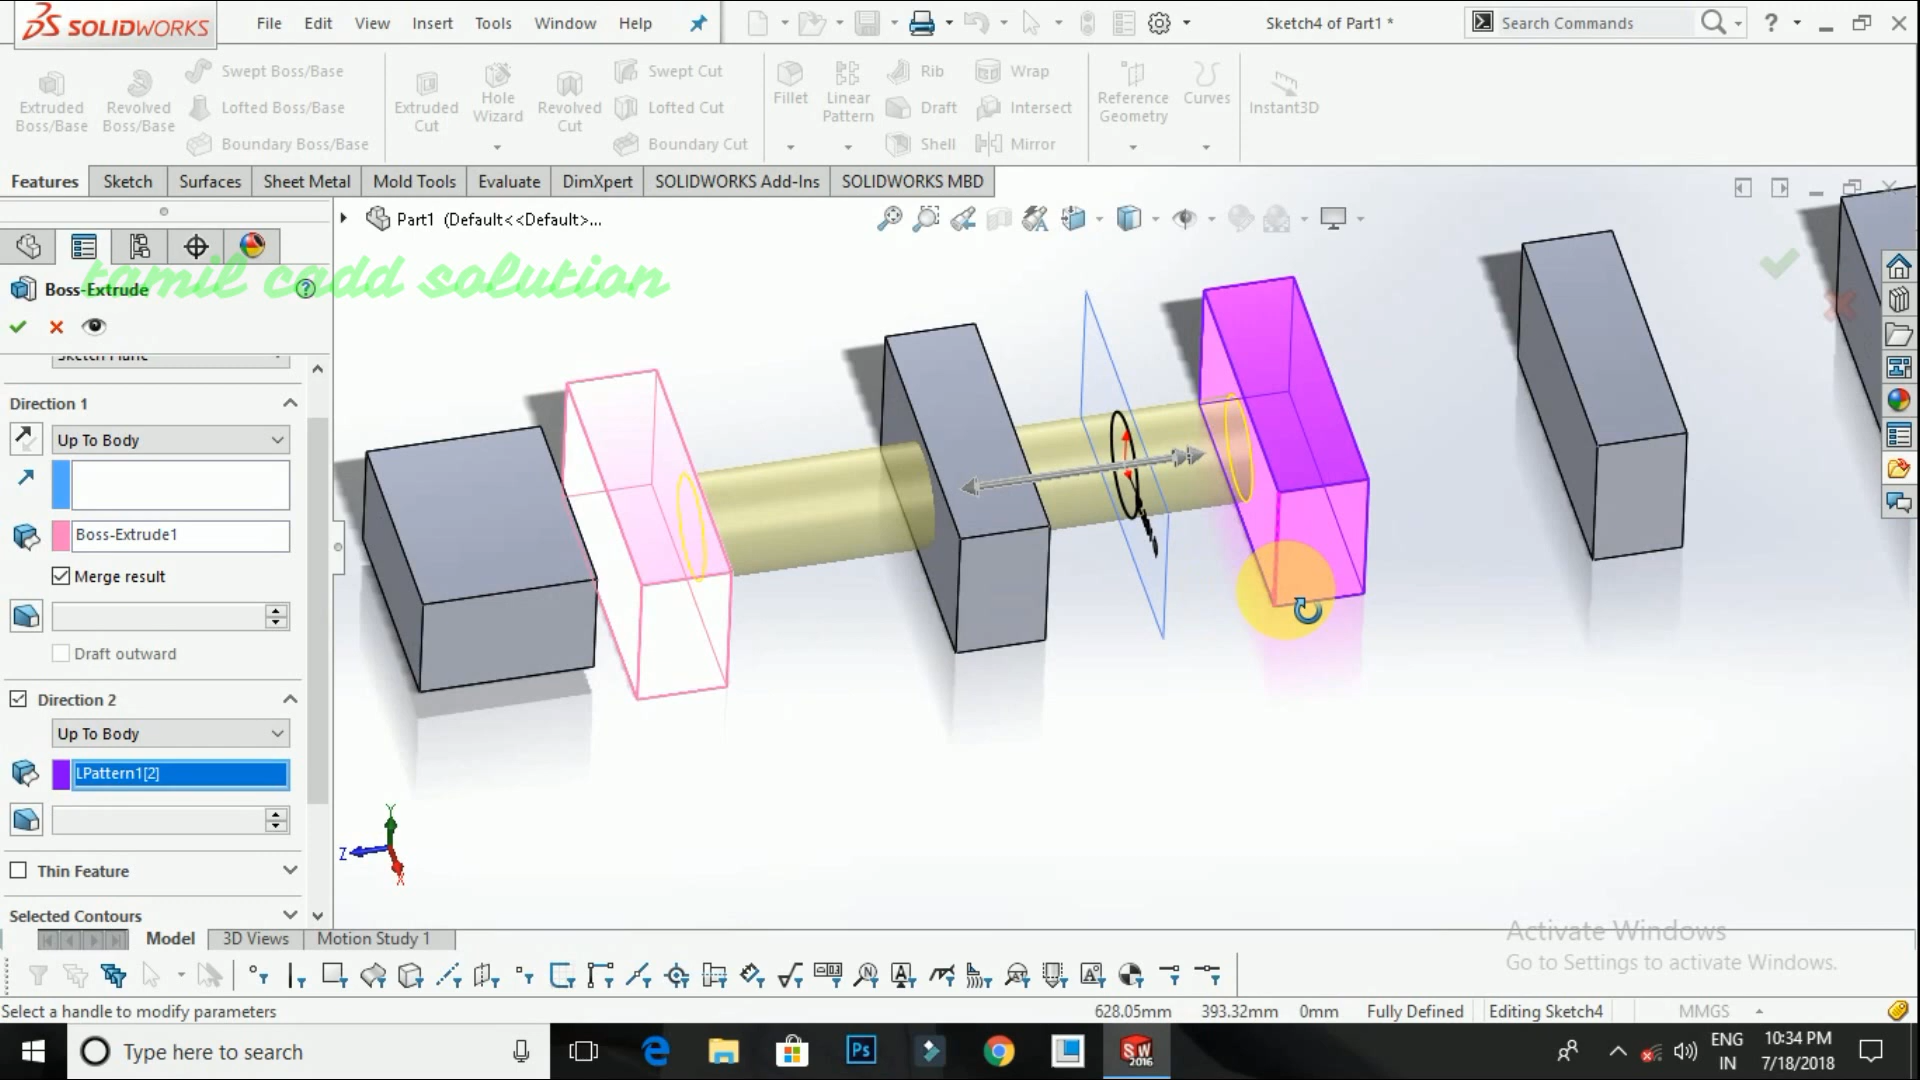 SOLIDWORKS File Edit View Insert Tools Window Help Sketch4 of Part1 * Search Commands ?
Extruded Boss/Base
Revolved Boss/Base
Swept Boss/Base
Lofted Boss/Base
Boundary Boss/Base
Extruded Cut
Hole Wizard
Revolved Cut
Swept Cut
Lofted Cut
Boundary Cut
Fillet
Linear Pattern
Rib
Draft
Shell
Wrap
Intersect
Mirror
Reference Geometry
Curves
Instant3D
Features Sketch Surfaces Sheet Metal Mold Tools Evaluate DimXpert SOLIDWORKS Add-Ins SOLIDWORKS MBD
Part1 (Default<<Default>...
tamil cadd solution
Boss-Extrude
Sketch Plane
Direction 1
Up To Body
Boss-Extrude1
Merge result
Draft outward
Direction 2
Up To Body
LPattern1[2]
Thin Feature
Selected Contours
Y
Z
X
Model 3D Views Motion Study 1
Activate Windows
Go to Settings to activate Windows.
Select a handle to modify parameters 628.05mm 393.32mm 0mm Fully Defined Editing Sketch4 MMGS
Type here to search
Ps
SW
2016
ENG
IN
10:34 PM
7/18/2018